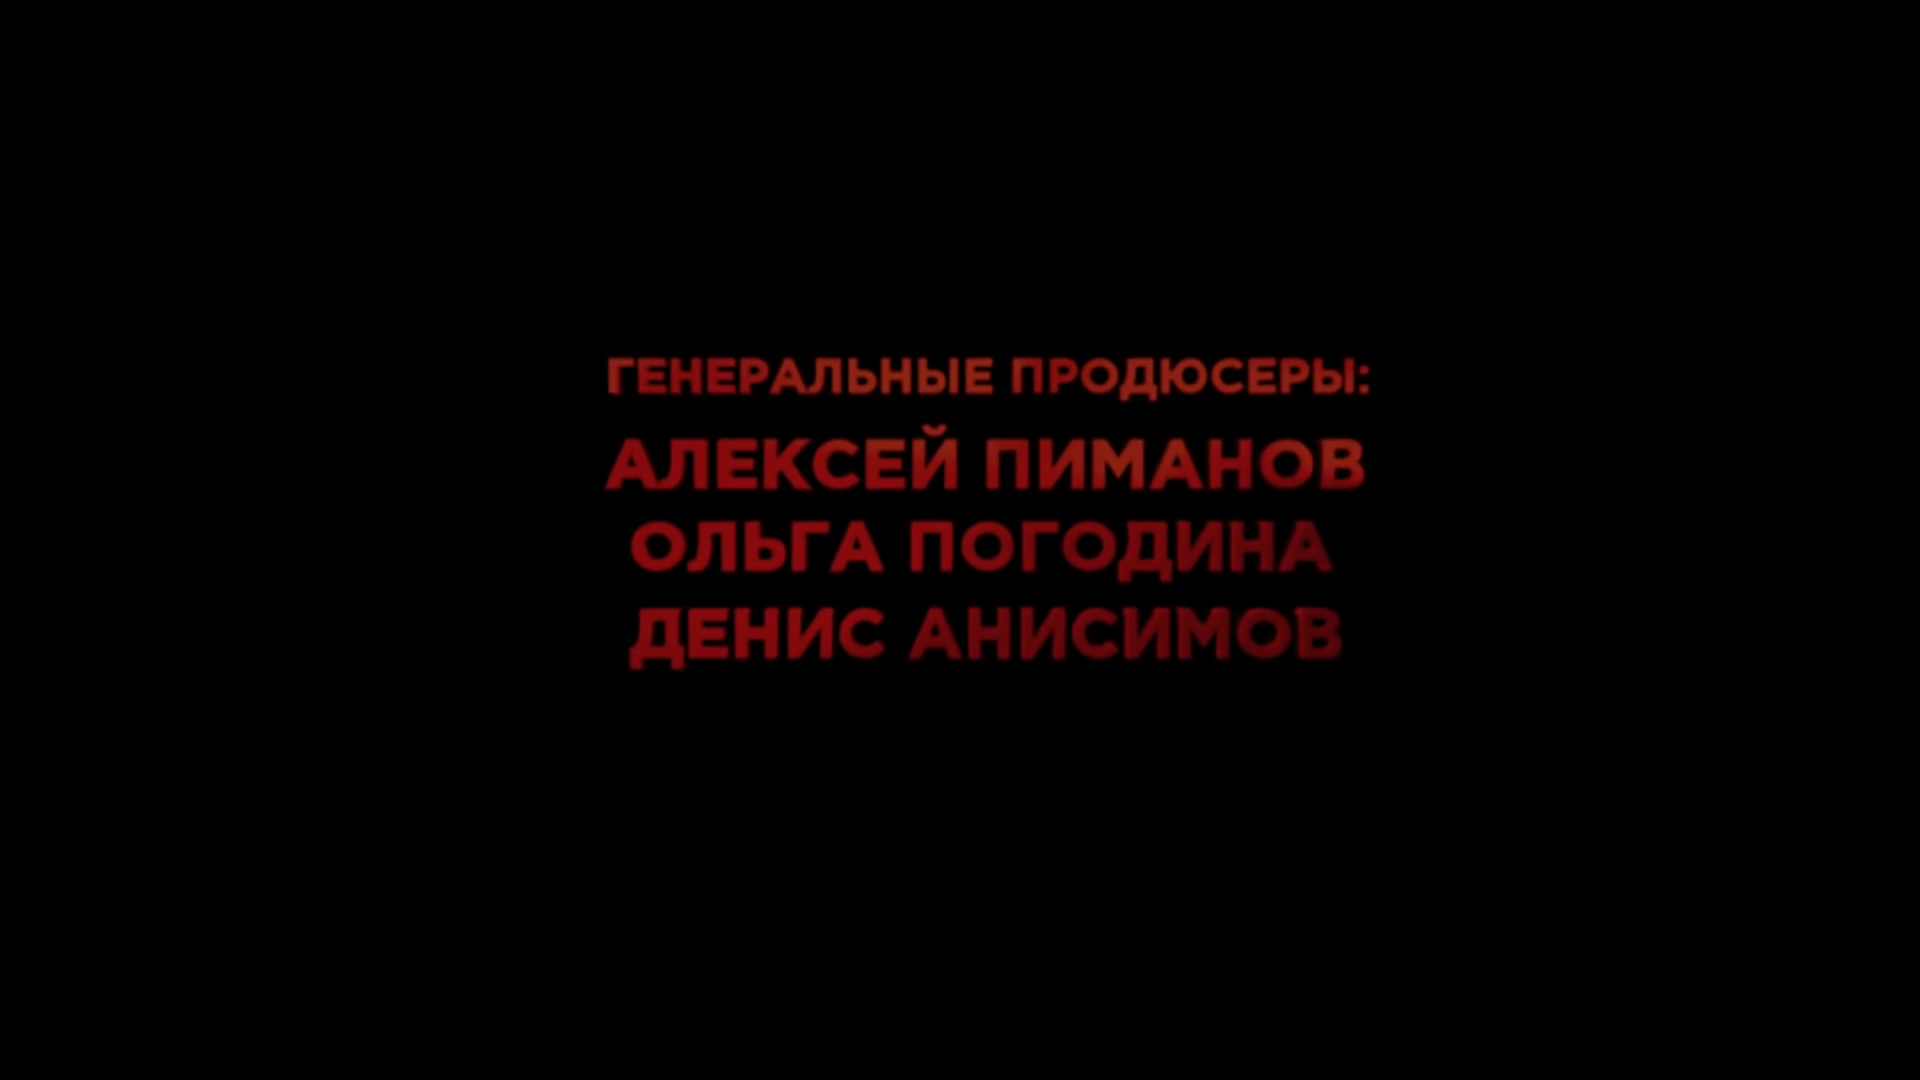 ГЕНЕРАЛЬНЫЕ ПРОДЮСЕРЫ:
АЛЕКСЕЙ ПИМАНОВ
ОЛЬГА ПОГОДИНА
ДЕНИС АНИСИМОВ